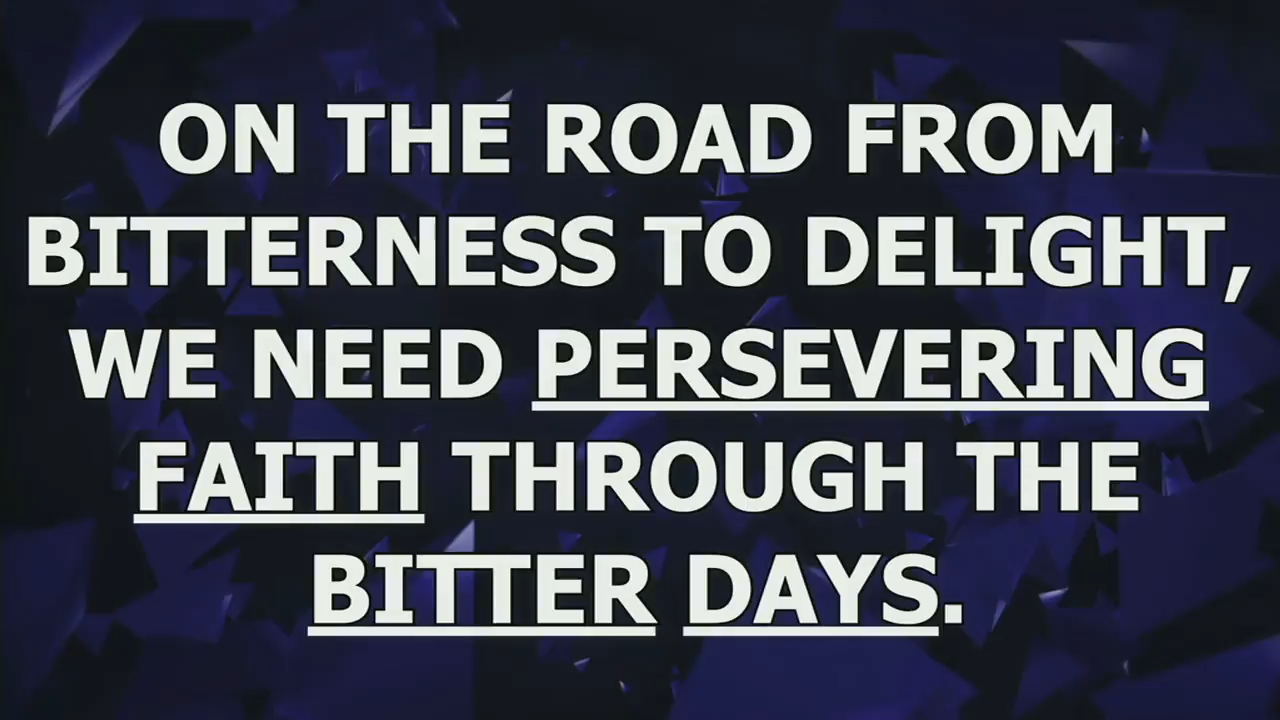 ON THE ROAD FROM
BITTERNESS TO DELIGHT,
WE NEED PERSEVERING
FAITH THROUGH THE
BITTER DAYS.